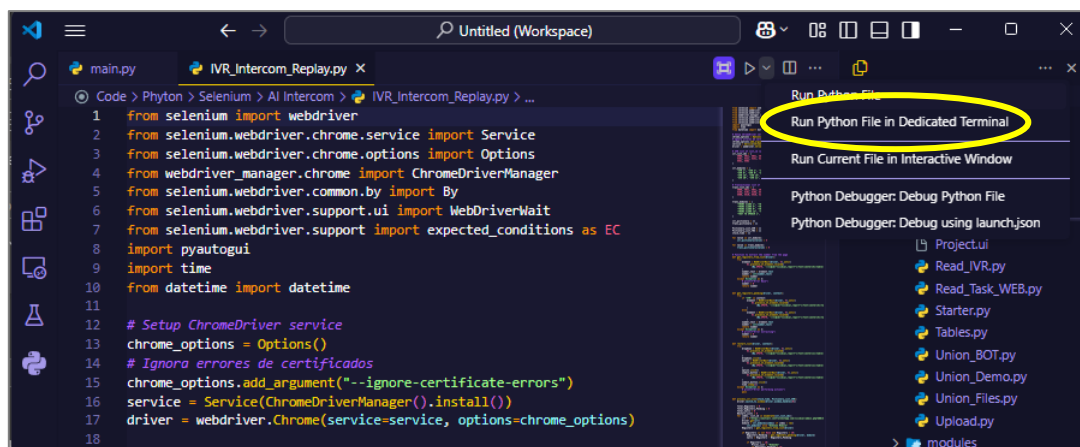 Untitled (Workspace)
main.py
IVR_Intercom_Replay.py
Code > Phyton > Selenium > AI Intercom > IVR_Intercom_Replay.py > ...
1 from selenium import webdriver
2 from selenium.webdriver.chrome.service import Service
3 from selenium.webdriver.chrome.options import Options
4 from webdriver_manager.chrome import ChromeDriverManager
5 from selenium.webdriver.common.by import By
6 from selenium.webdriver.support.ui import WebDriverWait
7 from selenium.webdriver.support import expected_conditions as EC
8 import pyautogui
9 import time
10 from datetime import datetime
11
12 # Setup ChromeDriver service
13 chrome_options = Options()
14 # Ignora errores de certificados
15 chrome_options.add_argument("--ignore-certificate-errors")
16 service = Service(ChromeDriverManager().install())
17 driver = webdriver.Chrome(service=service, options=chrome_options)
18
Run Python File
Run Python File in Dedicated Terminal
Run Current File in Interactive Window
Python Debugger: Debug Python File
Python Debugger: Debug using launch.json
Project.ui
Read_IVR.py
Read_Task_WEB.py
Starter.py
Tables.py
Union_BOT.py
Union_Demo.py
Union_Files.py
Upload.py
> modules